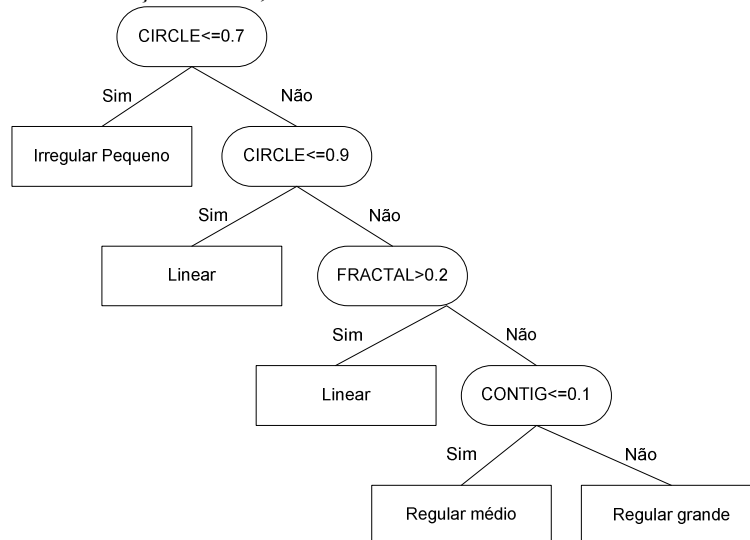 CIRCLE<=0.7
Sim
Não
Irregular Pequeno
CIRCLE<=0.9
Sim
Não
Linear
FRACTAL>0.2
Sim
Não
Linear
CONTIG<=0.1
Sim
Não
Regular médio
Regular grande